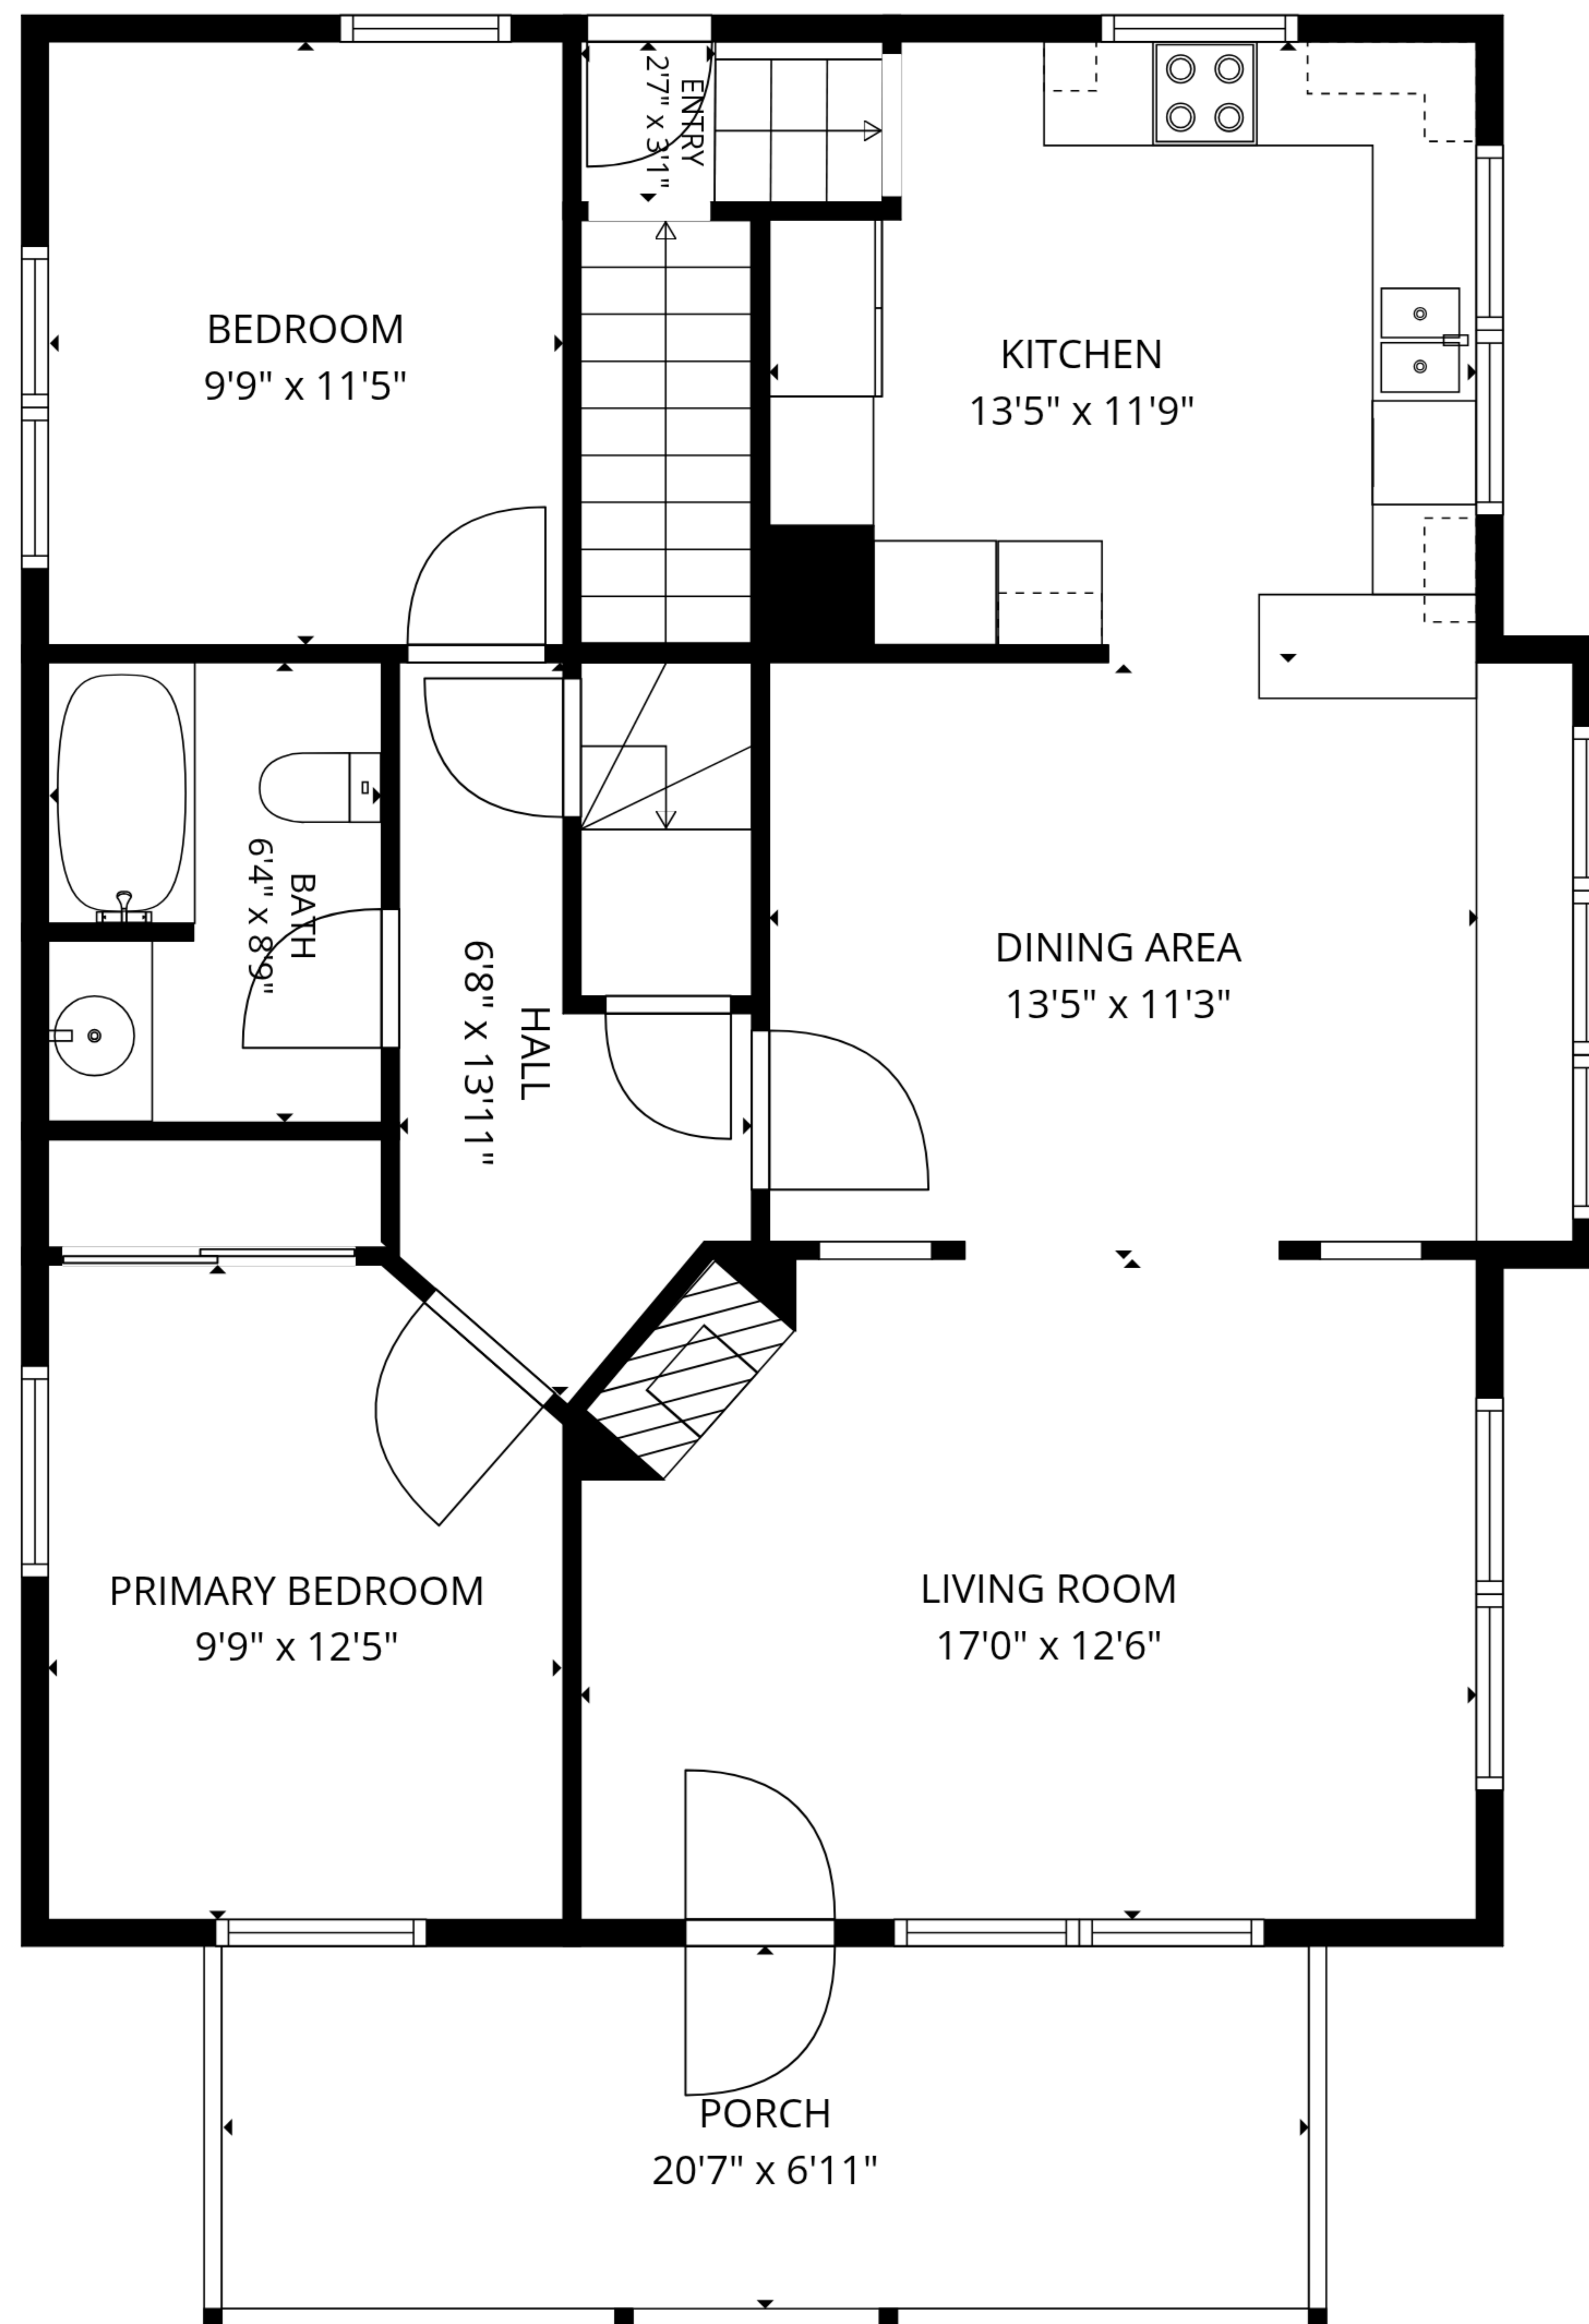 ENTRY
2'7" x 3'1"
BEDROOM
9'9" x 11'5"
KITCHEN
13'5" x 11'9"
BATH
6'4" x 8'9"
HALL
6'8" x 13'11"
DINING AREA
13'5" x 11'3"
PRIMARY BEDROOM
9'9" x 12'5"
LIVING ROOM
17'0" x 12'6"
PORCH
20'7" x 6'11"